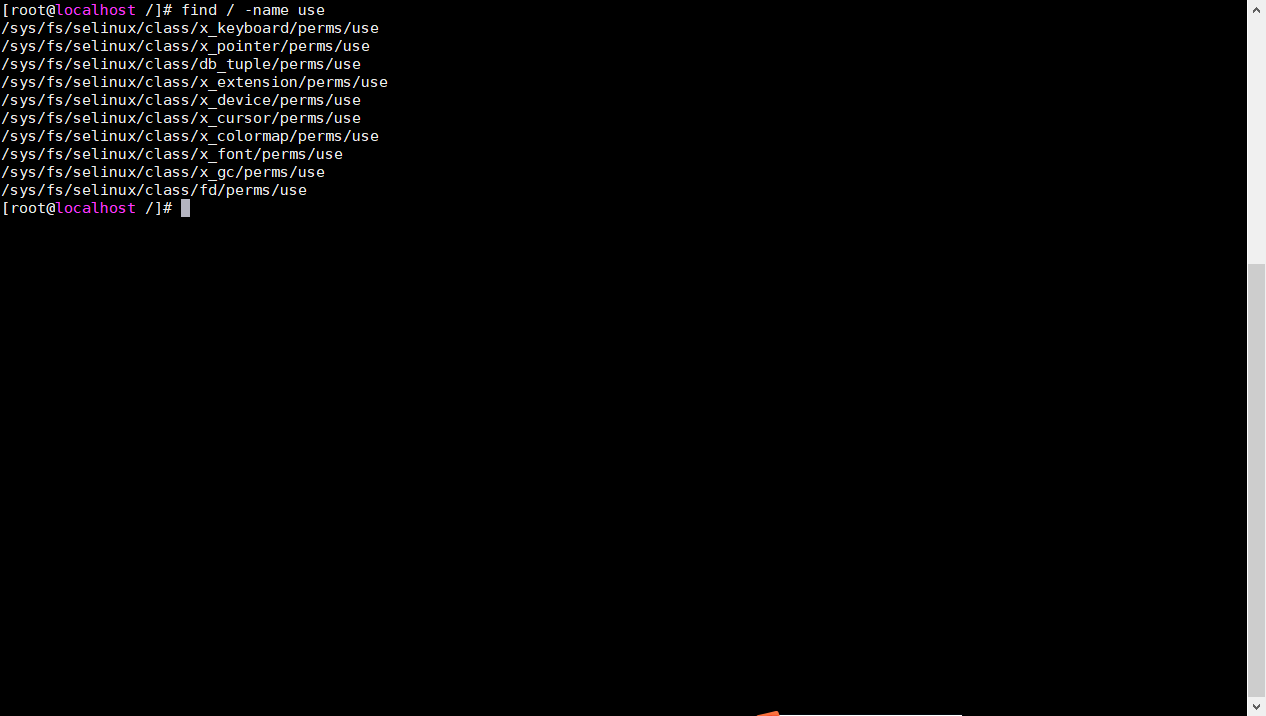 [root@localhost /]# find / -name use
/sys/fs/selinux/class/x_keyboard/perms/use
/sys/fs/selinux/class/x_pointer/perms/use
/sys/fs/selinux/class/db_tuple/perms/use
/sys/fs/selinux/class/x_extension/perms/use
/sys/fs/selinux/class/x_device/perms/use
/sys/fs/selinux/class/x_cursor/perms/use
/sys/fs/selinux/class/x_colormap/perms/use
/sys/fs/selinux/class/x_font/perms/use
/sys/fs/selinux/class/x_gc/perms/use
/sys/fs/selinux/class/fd/perms/use
[root@localhost /]#